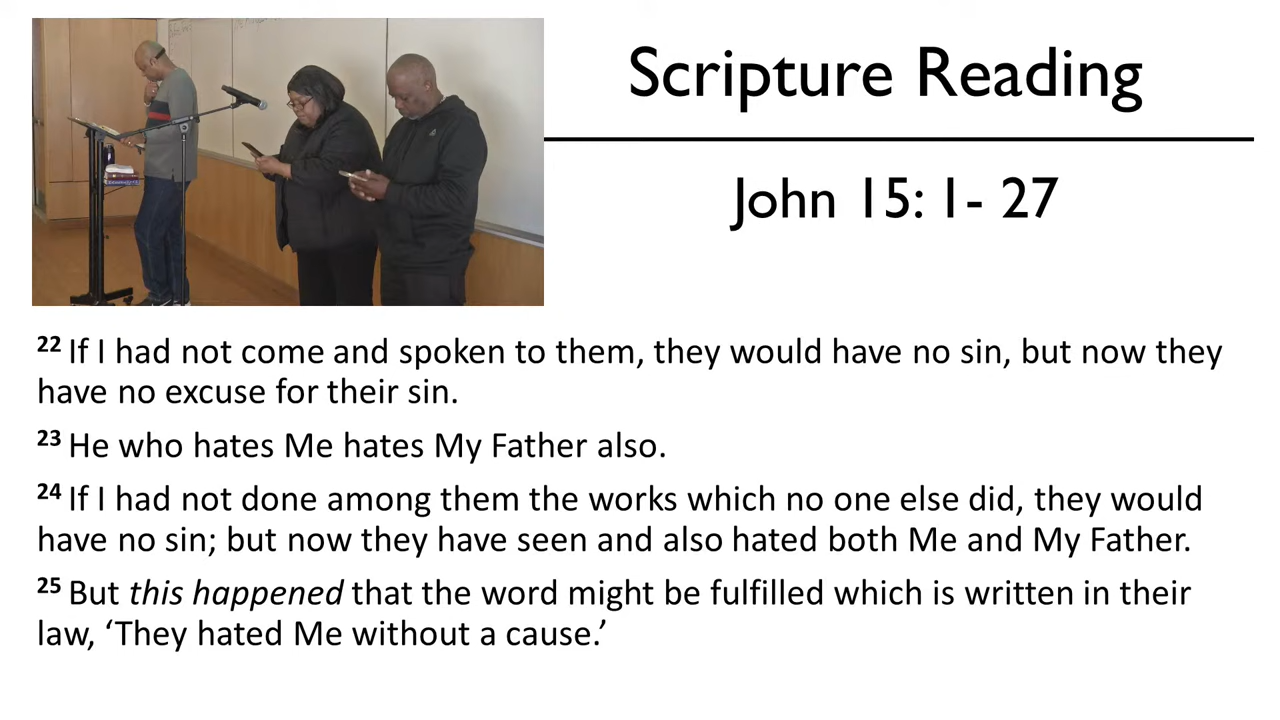 Scripture Reading
John 15: 1- 27
22 If I had not come and spoken to them, they would have no sin, but now they
have no excuse for their sin.
23 He who hates Me hates My Father also.
24 If I had not done among them the works which no one else did, they would
have no sin; but now they have seen and also hated both Me and My Father.
25 But this happened that the word might be fulfilled which is written in their
law, ‘They hated Me without a cause.’